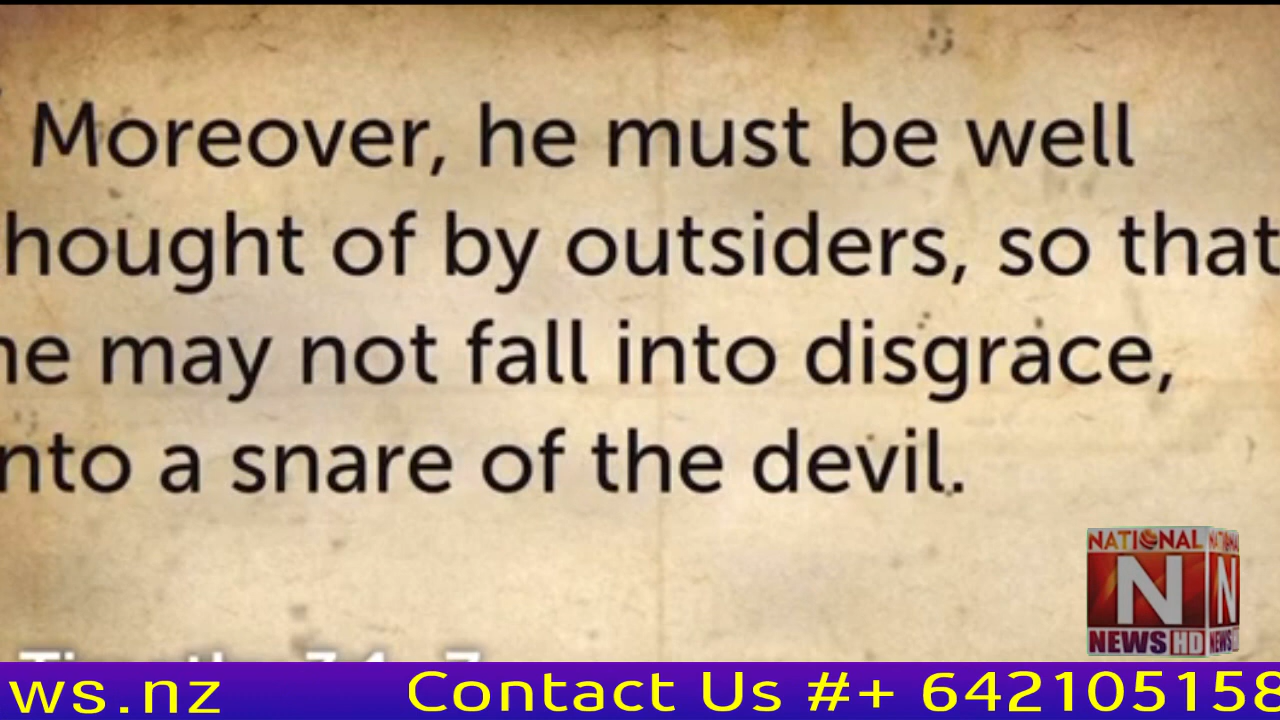 Moreover, he must be well
hought of by outsiders, so that
he may not fall into disgrace,
nto a snare of the devil.
NATIONAL
N
NEWS HD
ws.nz Contact Us #+ 642105158